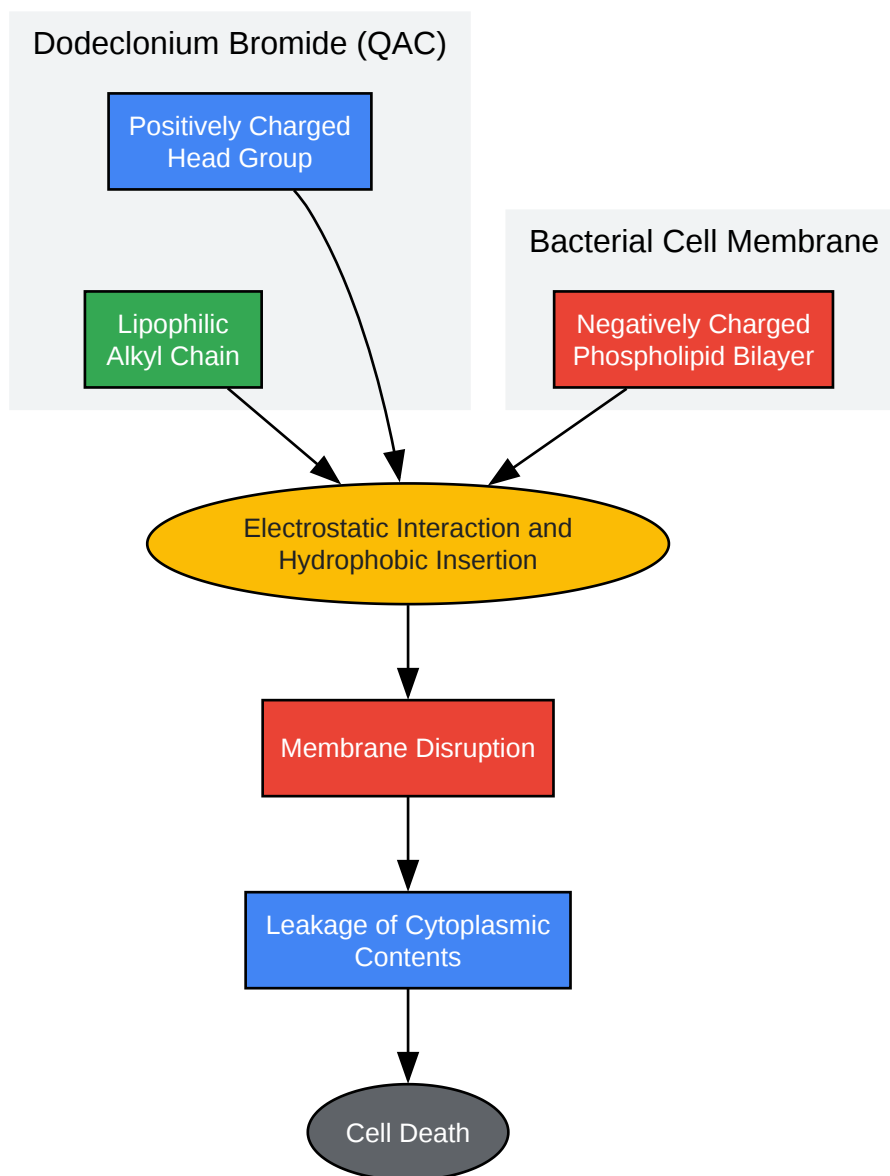 Dodeclonium Bromide (QAC)
Positively Charged
Head Group
Bacterial Cell Membrane
Lipophilic
Alkyl Chain
Negatively Charged
Phospholipid Bilayer
Electrostatic Interaction and
Hydrophobic Insertion
Membrane Disruption
Leakage of Cytoplasmic
Contents
Cell Death